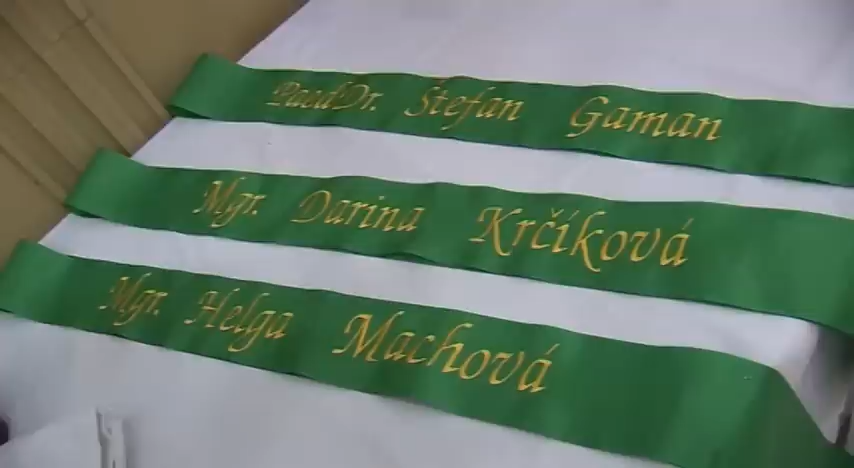 PaedDr. Štefan Gaman
Mgr. Darina Krčíková
Mgr. Helga Machová